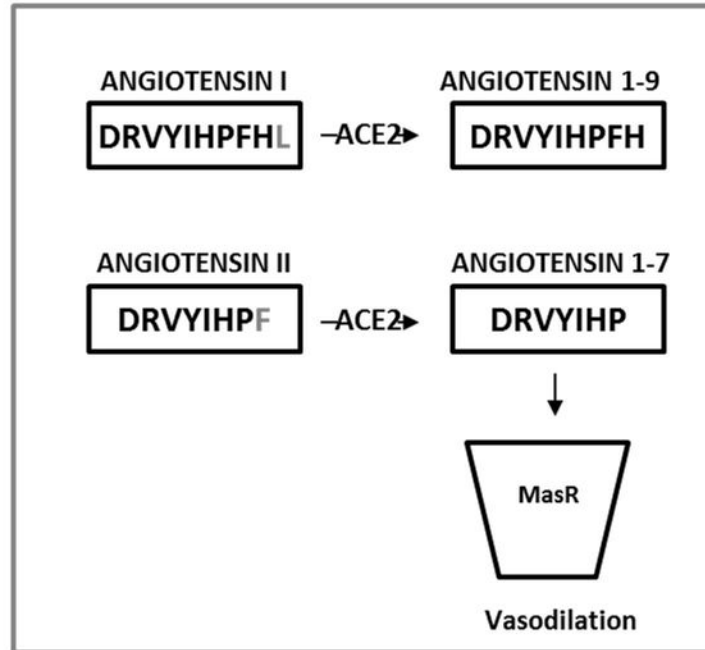 ANGIOTENSIN I
ANGIOTENSIN 1-9
DRVYIHPFHL
ACE2
DRVYIHPFH
ANGIOTENSIN II
ANGIOTENSIN 1-7
DRVYIHPF
ACE2
DRVYIHP
MasR
Vasodilation